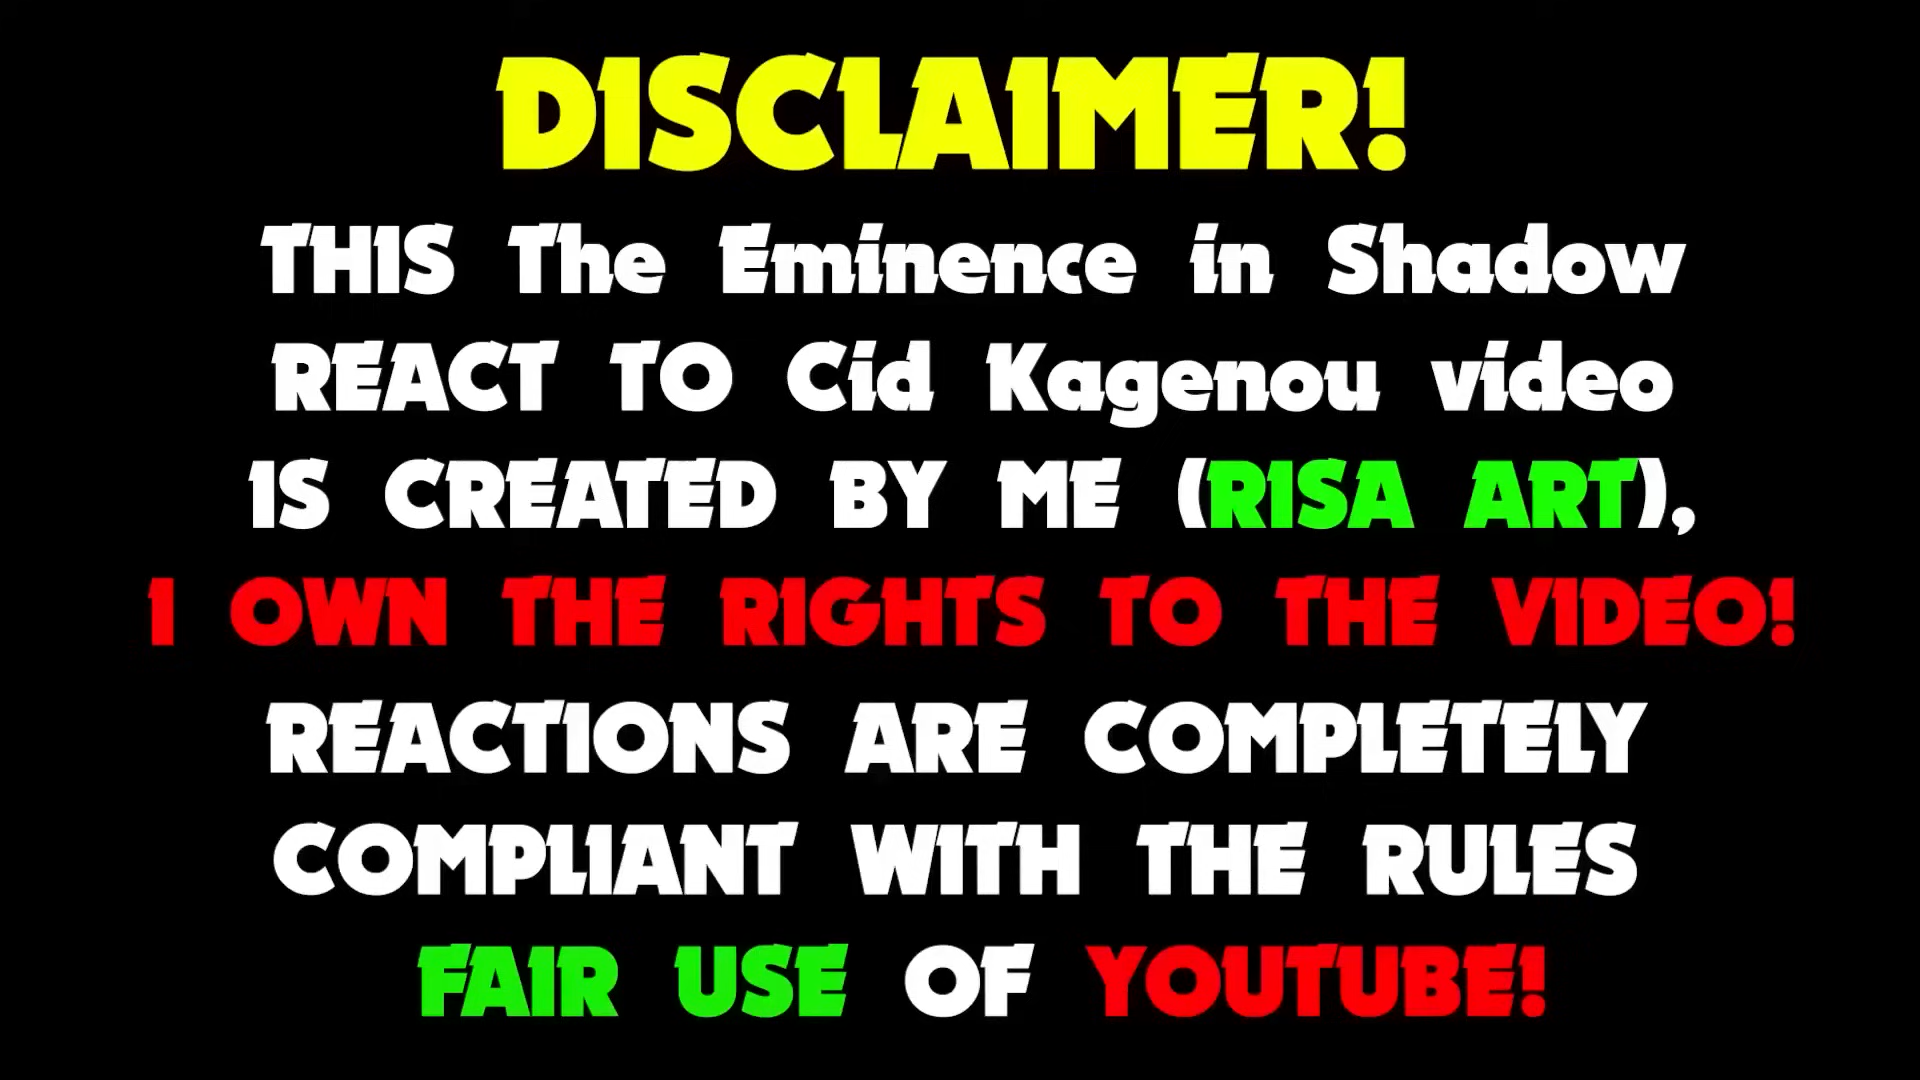 DISCLAIMER!
THIS The Eminence in Shadow
REACT TO Cid Kagenou video
IS CREATED BY ME (RISA ART),
I OWN THE RIGHTS TO THE VIDEO!
REACTIONS ARE COMPLETELY
COMPLIANT WITH THE RULES
FAIR USE OF YOUTUBE!